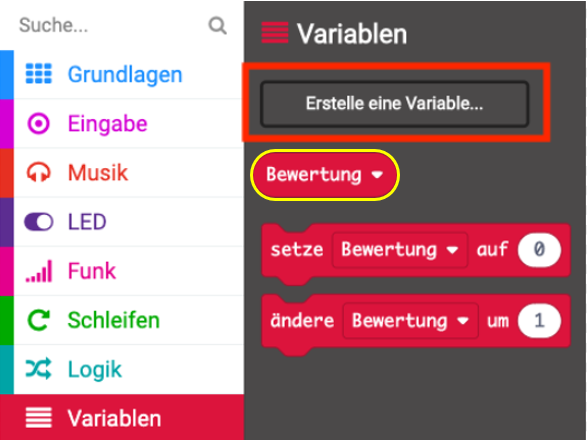 Suche...
Grundlagen
Eingabe
Musik
LED
Funk
Schleifen
Logik
Variablen
Variablen
Erstelle eine Variable...
Bewertung
setze Bewertung auf 0
ändere Bewertung um 1